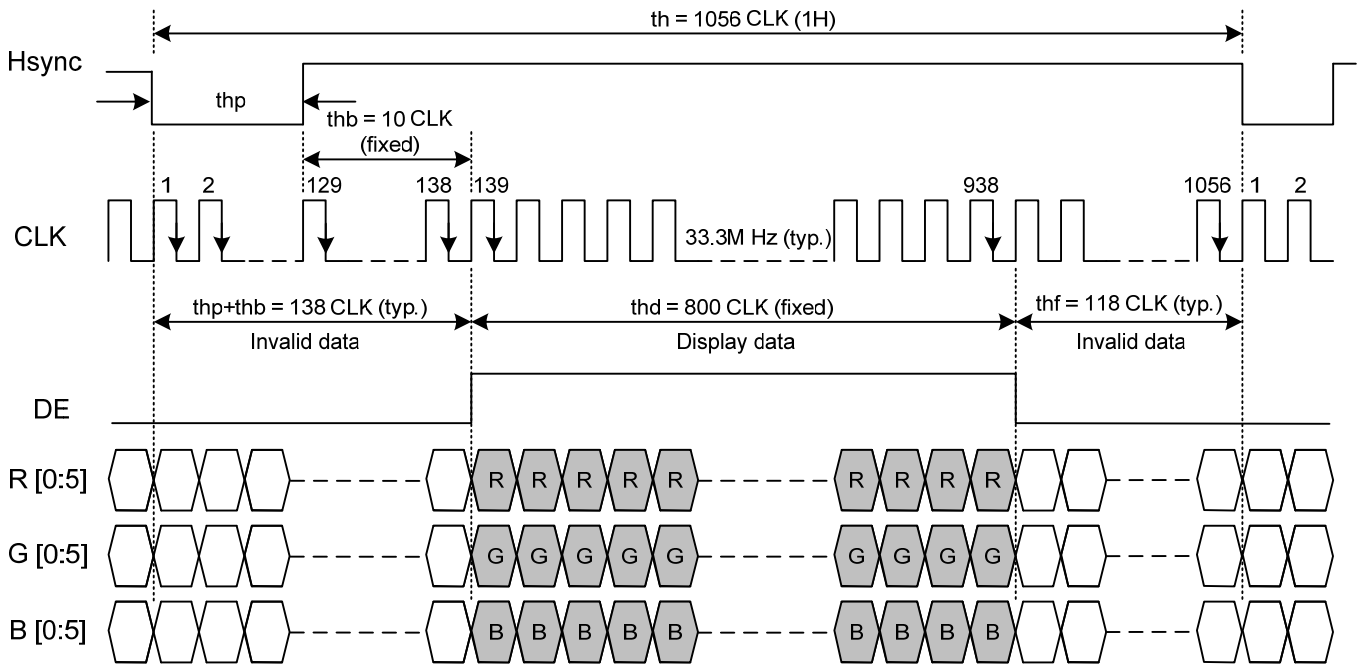 th = 1056 CLK (1H)
Hsync
thp
thb = 10 CLK
(fixed)
1 2 129 138 139 938 1056 1 2
CLK
33.3M Hz (typ.)
thp+thb = 138 CLK (typ.) thd = 800 CLK (fixed) thf = 118 CLK (typ.)
Invalid data Display data Invalid data
DE
R [0:5] R R R R R R R R R
G [0:5] G G G G G G G G G
B [0:5] B B B B B B B B B